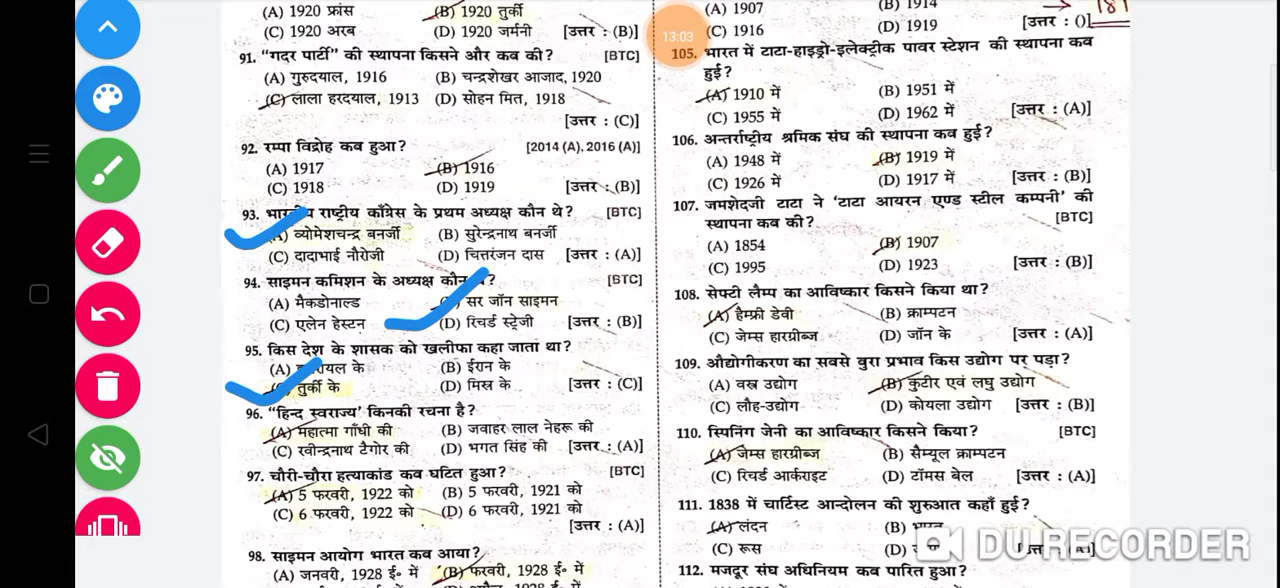 (A) 1920 फ्रांस (B) 1920 तुर्की
(C) 1920 अरब (D) 1920 जर्मनी [उत्तर : (B)]
91. “गदर पार्टी” की स्थापना किसने और कब की? [BTC]
(A) गुरुदयाल, 1916 (B) चन्द्रशेखर आजाद, 1920
(C) लाला हरदयाल, 1913 (D) सोहन मित, 1918
[उत्तर : (C)]
92. रम्पा विद्रोह कब हुआ? [2014 (A), 2016 (A)]
(A) 1917 (B) 1916
(C) 1918 (D) 1919 [उत्तर : (B)]
93. भारतीय राष्ट्रीय काँग्रेस के प्रथम अध्यक्ष कौन थे? [BTC]
(A) व्योमेशचन्द्र बनर्जी (B) सुरेन्द्रनाथ बनर्जी
(C) दादाभाई नौरोजी (D) चित्तरंजन दास [उत्तर : (A)]
94. साइमन कमिशन के अध्यक्ष कौन ? [BTC]
(A) मैकडोनाल्ड सर जॉन साइमन
(C) एलेन हेस्टन (D) रिचर्ड स्ट्रेजी [उत्तर : (B)]
95. किस देश के शासक को खलीफा कहा जाता था?
(A) इजरायल के (B) ईरान के
तुर्की के (D) मिस्र के [उत्तर : (C)]
96. “हिन्द स्वराज्य’ किनकी रचना है?
(A) महात्मा गाँधी की (B) जवाहर लाल नेहरू की
(C) रवीन्द्रनाथ टैगोर की (D) भगत सिंह की [उत्तर : (A)]
97. चौरी-चौरा हत्याकांड कब घटित हुआ? [BTC]
(A) 5 फरवरी, 1922 को (B) 5 फरवरी, 1921 को
(C) 6 फरवरी, 1922 को (D) 6 फरवरी, 1921 को
[उत्तर : (A)]
98. साइमन आयोग भारत कब आया?
(A) जनवरी, 1928 ई० में (B) फरवरी, 1928 ई० में
13:03
(A) 1907 (B) 1914
(C) 1916 (D) 1919 [उत्तर : ()]
105. भारत में टाटा-हाइड्रो-इलेक्ट्रीक पावर स्टेशन की स्थापना कब
हुई?
(A) 1910 में (B) 1951 में
(C) 1955 में (D) 1962 में [उत्तर : (A)]
106. अन्तर्राष्ट्रीय श्रमिक संघ की स्थापना कब हुई?
(A) 1948 में (B) 1919 में
(C) 1926 में (D) 1917 में [उत्तर : (B)]
107. जमशेदजी टाटा ने ‘टाटा आयरन एण्ड स्टील कम्पनी’ की
स्थापना कब की? [BTC]
(A) 1854 (B) 1907
(C) 1995 (D) 1923 [उत्तर : (B)]
108. सेफ्टी लैम्प का आविष्कार किसने किया था?
(A) हैम्फ्री डेवी (B) क्राम्पटन
(C) जेम्स हारग्रीब्ज (D) जॉन के [उत्तर : (A)]
109. औद्योगीकरण का सबसे बुरा प्रभाव किस उद्योग पर पड़ा?
(A) वस्त्र उद्योग (B) कुटीर एवं लघु उद्योग
(C) लौह-उद्योग (D) कोयला उद्योग [उत्तर : (B)]
110. स्पिनिंग जेनी का आविष्कार किसने किया? [BTC]
(A) जेम्स हारग्रीब्ज (B) सैम्यूल क्राम्पटन
(C) रिचर्ड आर्कराइट (D) टॉमस बेल [उत्तर : (A)]
111. 1838 में चार्टिस्ट आन्दोलन की शुरुआत कहाँ हुई?
(A) लंदन (B) भारत
(C) रूस (D)
DU RECORDER
112. मजदूर संघ अधिनियम कब पारित हुआ?